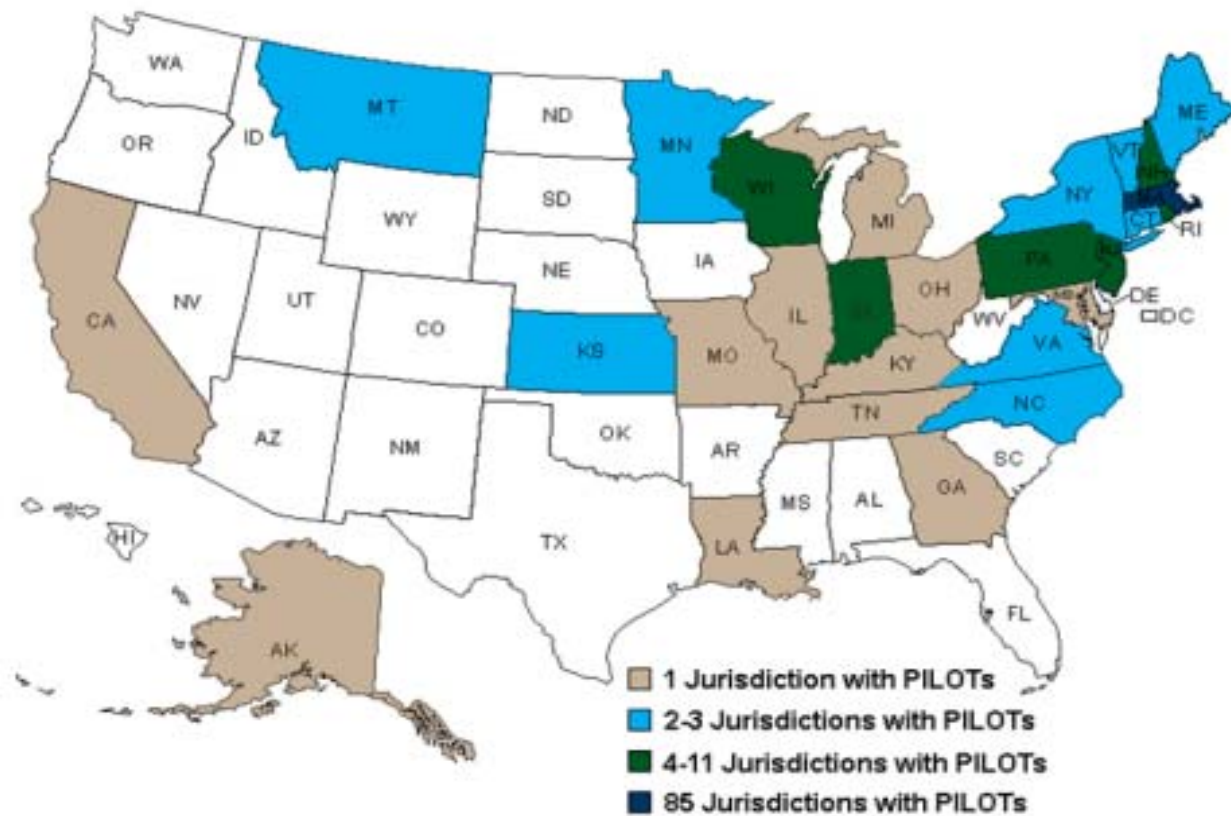 WA
MT
ND
ME
OR
ID
MN
VT
NH
WI
SD
NY
WY
MI
CT
RI
IA
PA
NJ
NE
OH
DE
NV
UT
IL
WV
DC
CA
CO
VA
KS
MO
KY
NC
TN
OK
AZ
NM
AR
SC
GA
MS
AL
HI
TX
LA
FL
AK
1 Jurisdiction with PILOTs
2-3 Jurisdictions with PILOTs
4-11 Jurisdictions with PILOTs
85 Jurisdictions with PILOTs